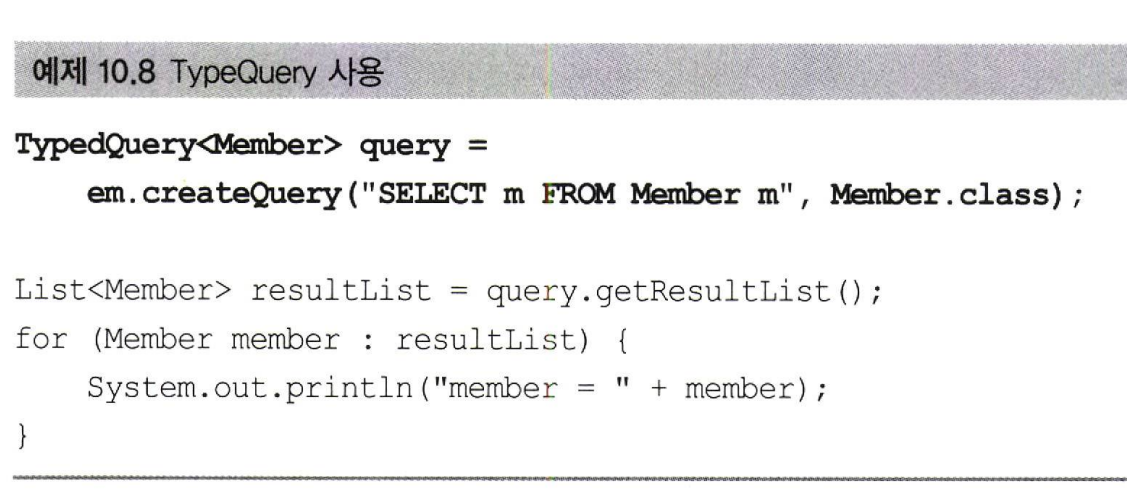 예제 10.8 TypeQuery 사용
TypedQuery<Member> query =
    em.createQuery("SELECT m FROM Member m", Member.class);
List<Member> resultList = query.getResultList();
for (Member member : resultList) {
    System.out.println("member = " + member);
}